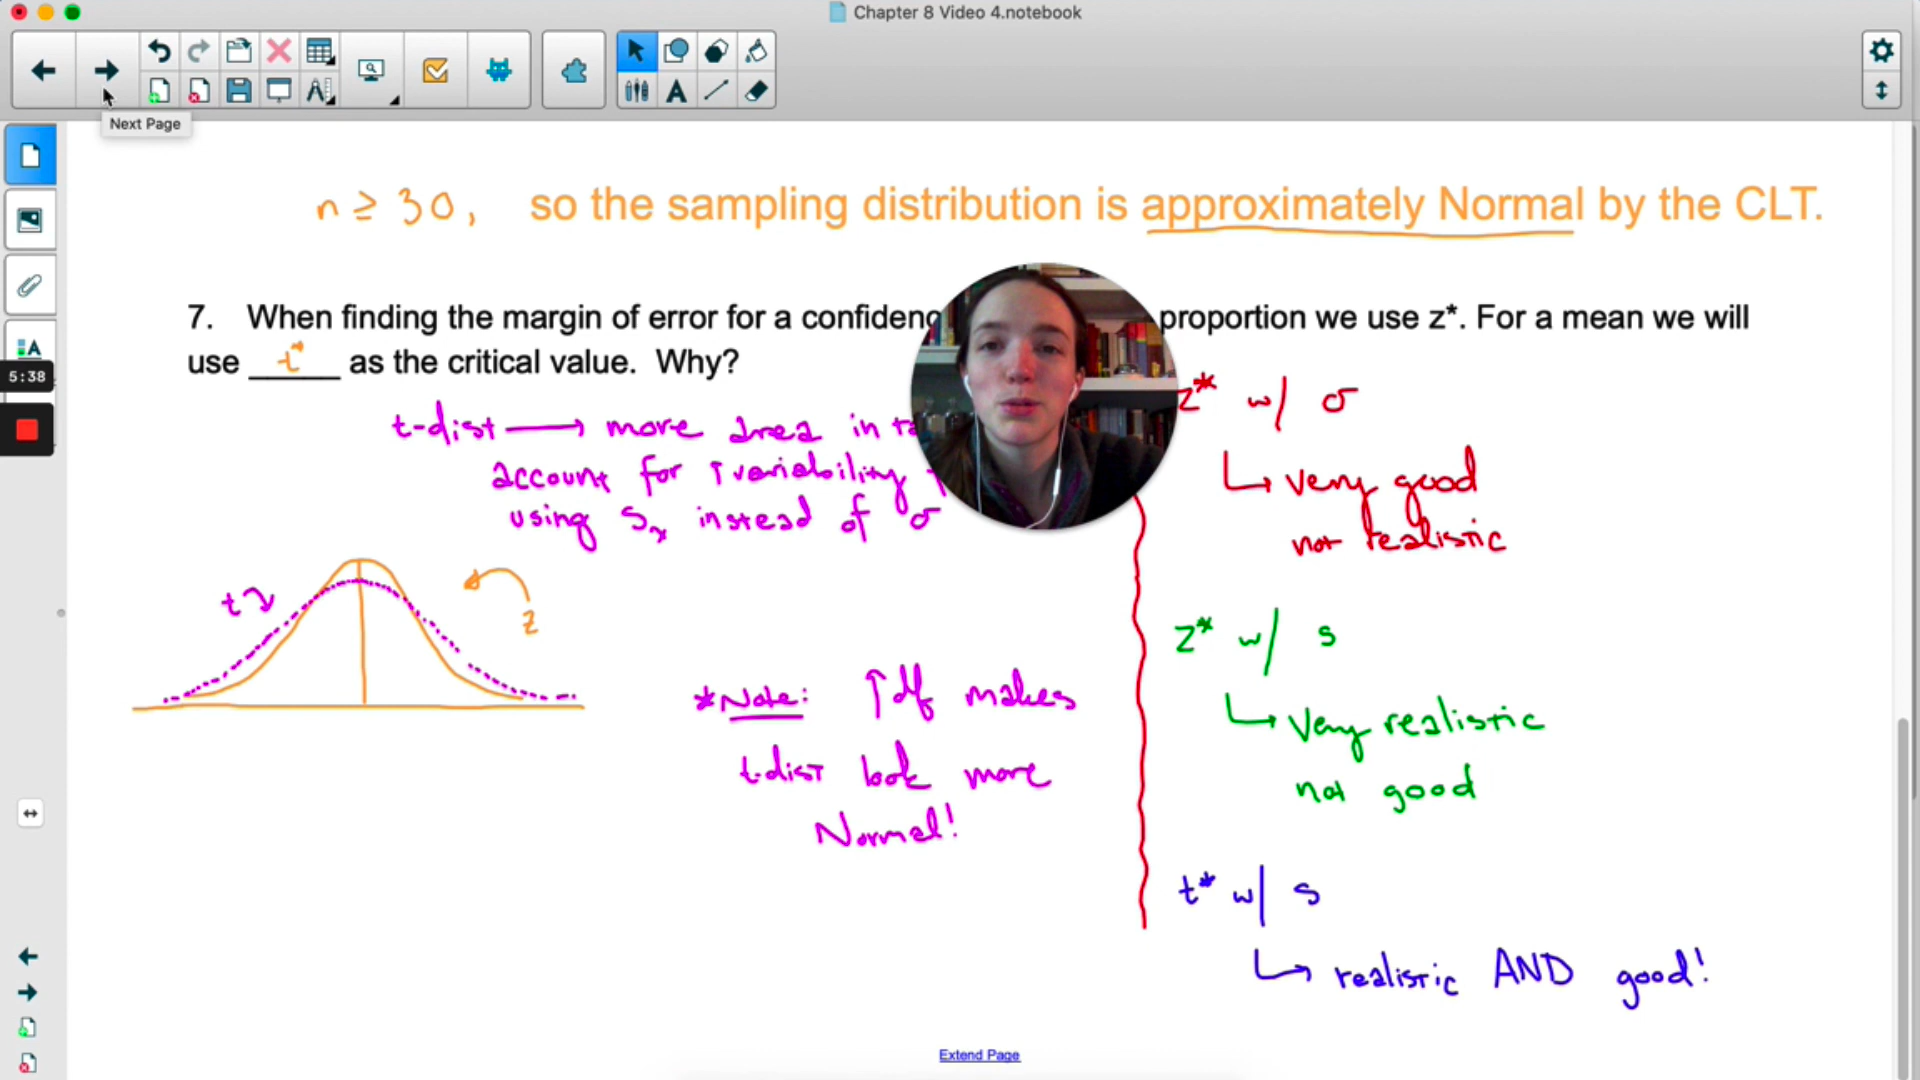 Chapter 8 Video 4.notebook
Next Page
n ≥ 30, so the sampling distribution is approximately Normal by the CLT.
7. When finding the margin of error for a proportion we use z*. For a mean we will
use t* as the critical value. Why?
5:38
t-dist → more area in
account for ↑ variability
using Sx instead of σ
t
z
*Note: ↑ df makes
t-dist look more
Normal!
z* w/ σ
↳ very good
not realistic
z* w/ s
↳ Very realistic
not good
t* w/ s
↳ realistic AND good!
Extend Page